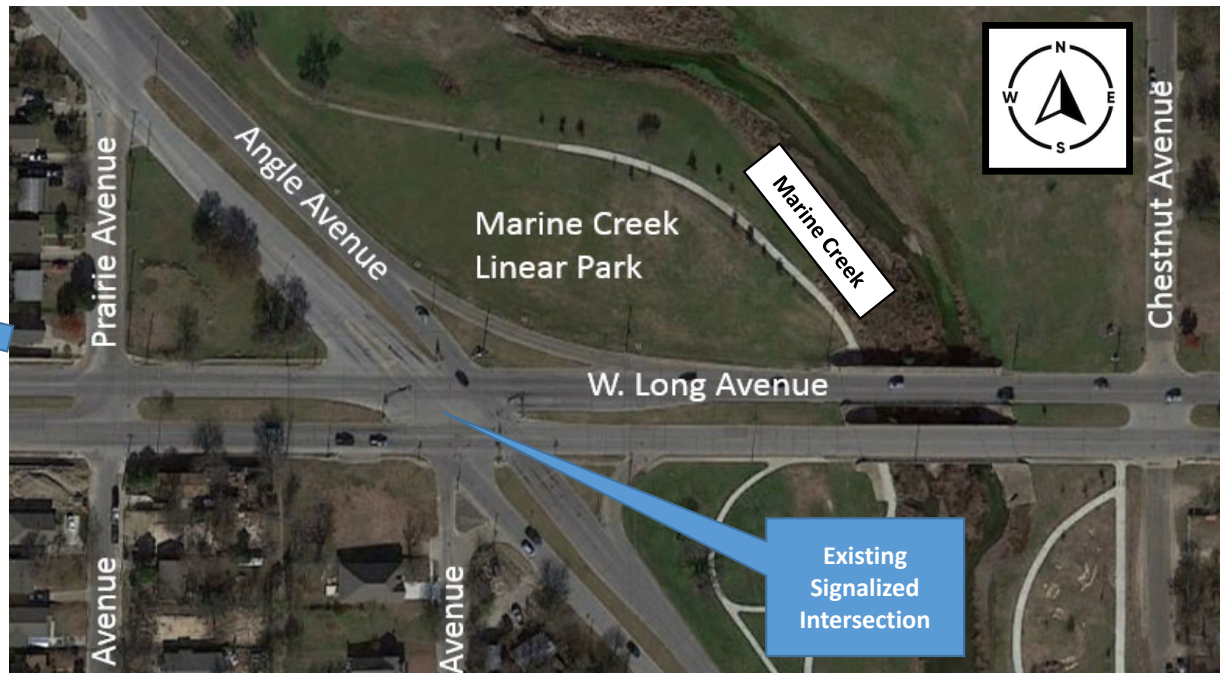 N
W
E
S
Prairie Avenue
Angle Avenue
Marine Creek
Linear Park
Marine Creek
Chestnut Avenue
W. Long Avenue
Existing
Signalized
Intersection
Avenue
Avenue